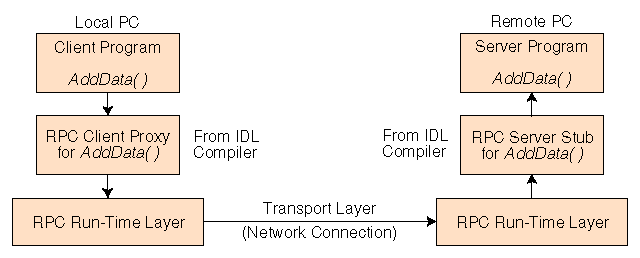 Local PC
Client Program
AddData( )
RPC Client Proxy
for AddData( )
From IDL
Compiler
RPC Run-Time Layer
Transport Layer
(Network Connection)
Remote PC
Server Program
AddData( )
From IDL
Compiler
RPC Server Stub
for AddData( )
RPC Run-Time Layer